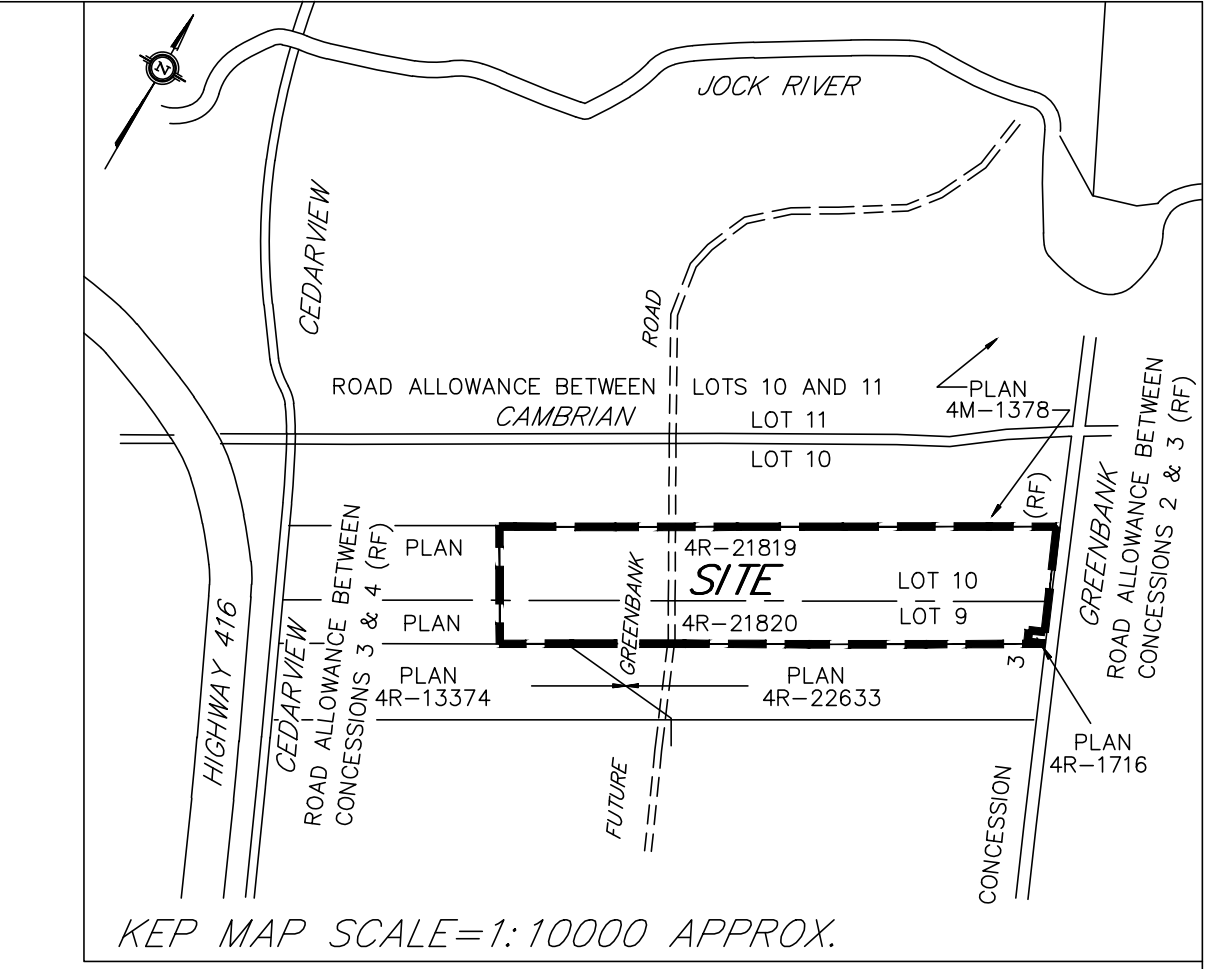 N
JOCK RIVER
CEDARVIEW
ROAD
ROAD ALLOWANCE BETWEEN LOTS 10 AND 11
CAMBRIAN
LOT 11
LOT 10
PLAN
4M-1378
ROAD ALLOWANCE BETWEEN
CONCESSIONS 2 & 3 (RF)
GREENBANK
(RF)
PLAN
4R-21819
SITE
LOT 10
LOT 9
PLAN
4R-21820
GREENBANK
HIGHWAY 416
CEDARVIEW
ROAD ALLOWANCE BETWEEN
CONCESSIONS 3 & 4 (RF)
PLAN
4R-13374
PLAN
4R-22633
3
PLAN
4R-1716
FUTURE
CONCESSION
KEP MAP SCALE=1:10000 APPROX.